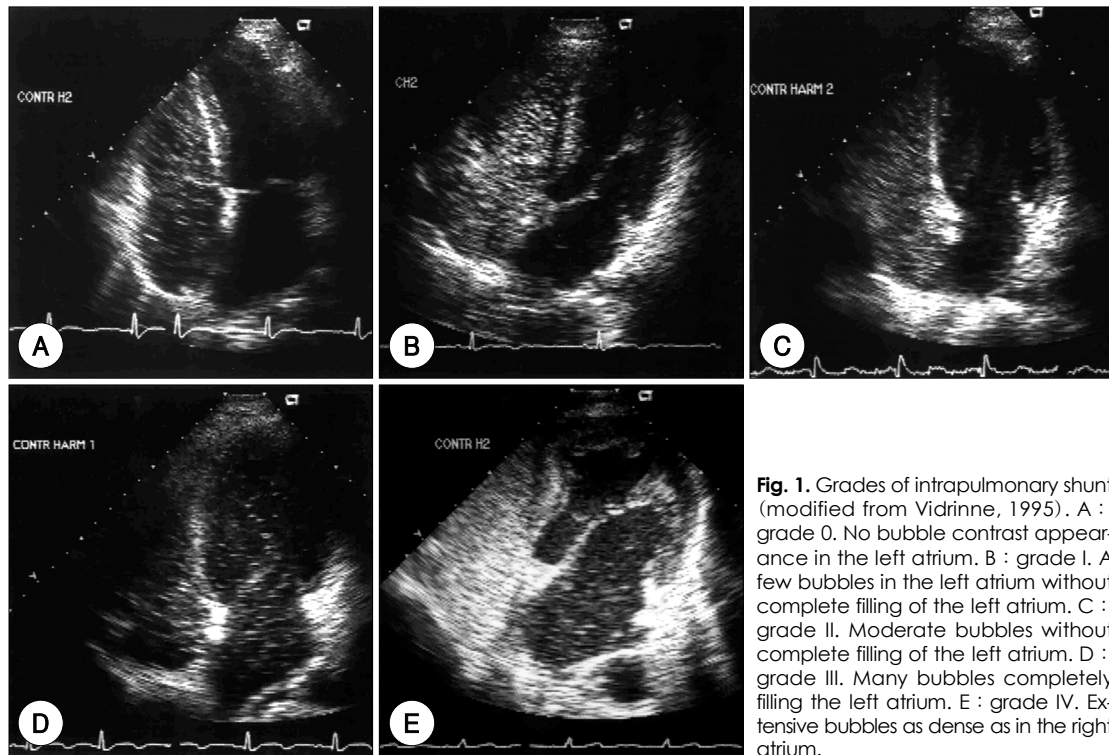 CONTR H2
CH2
CONTR HARM 2
A
B
C
CONTR HARM 1
CONTR H2
D
E
Fig. 1. Grades of intrapulmonary shunt
(modified from Vidrinne, 1995). A :
grade 0. No bubble contrast appear-
ance in the left atrium. B : grade I. A
few bubbles in the left atrium without
complete filling of the left atrium. C :
grade II. Moderate bubbles without
complete filling of the left atrium. D :
grade III. Many bubbles completely
filling the left atrium. E : grade IV. Ex-
tensive bubbles as dense as in the right
atrium.